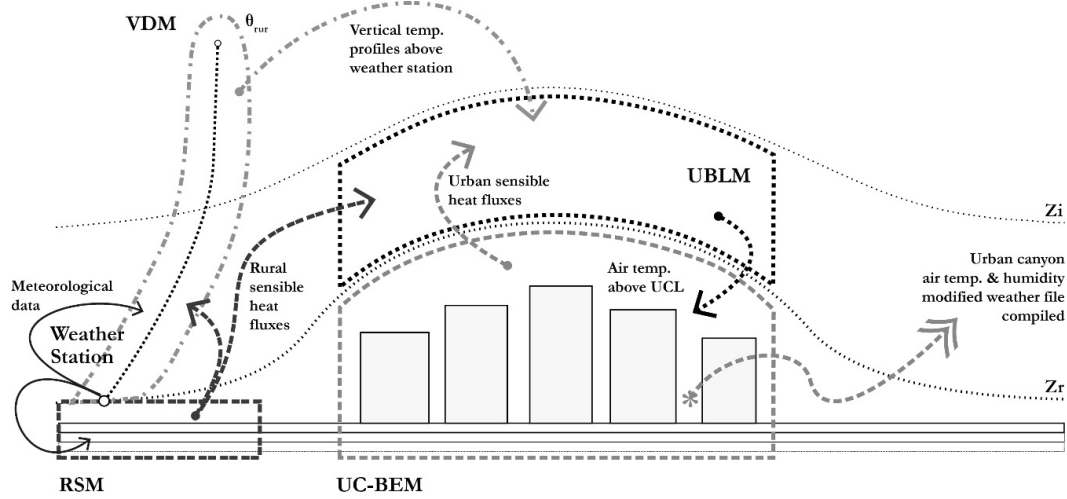 VDM
θrur
Vertical temp.
profiles above
weather station
Urban sensible
heat fluxes
UBLM
Zi
Meteorological
data
Weather
Station
Rural
sensible
heat
fluxes
Air temp.
above UCL
Urban canyon
air temp. & humidity
modified weather file
compiled
Zr
*
RSM
UC-BEM